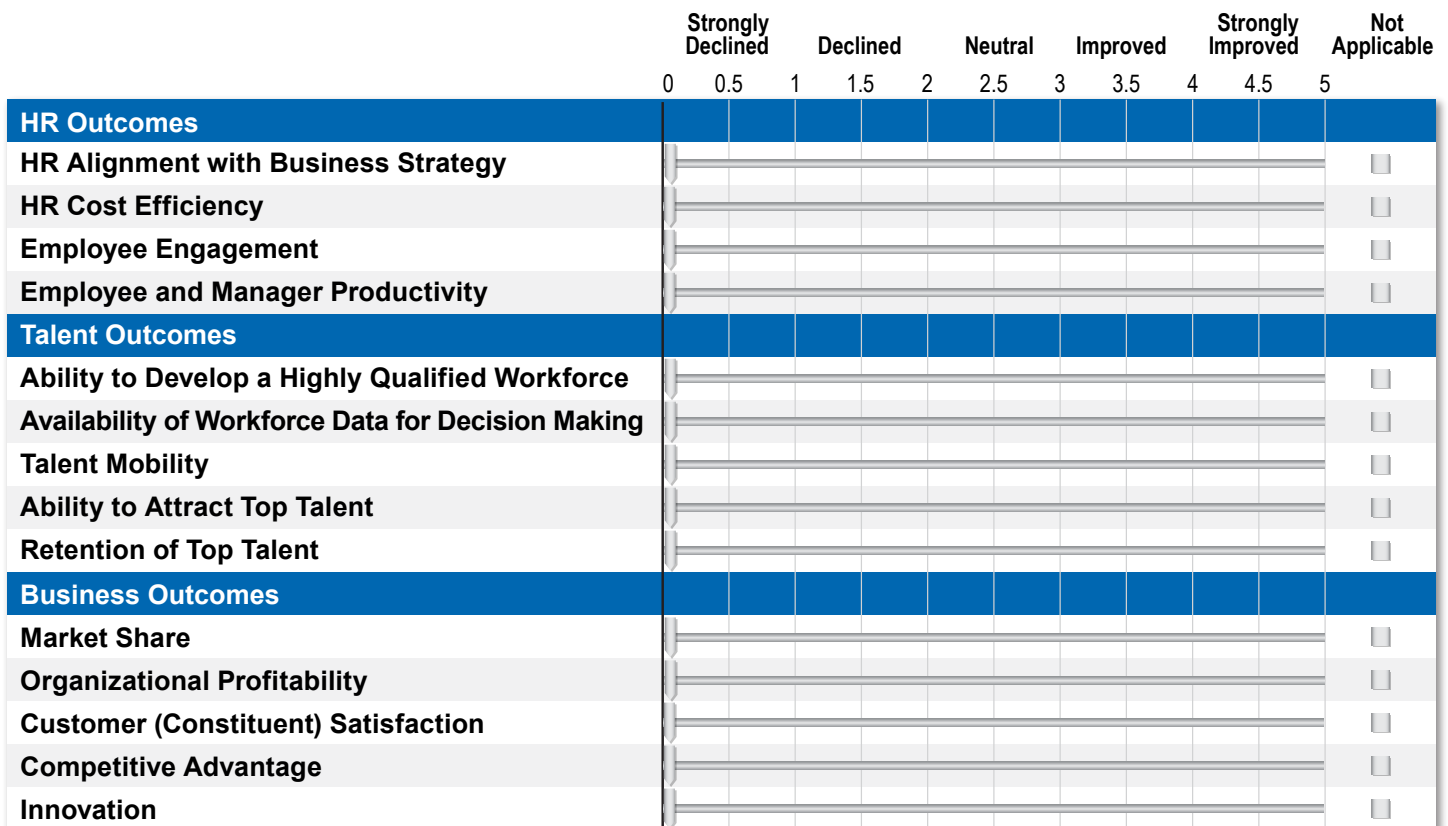 Strongly Declined Declined Neutral Improved Strongly Improved Not Applicable
0 0.5 1 1.5 2 2.5 3 3.5 4 4.5 5
HR Outcomes
HR Alignment with Business Strategy
HR Cost Efficiency
Employee Engagement
Employee and Manager Productivity
Talent Outcomes
Ability to Develop a Highly Qualified Workforce
Availability of Workforce Data for Decision Making
Talent Mobility
Ability to Attract Top Talent
Retention of Top Talent
Business Outcomes
Market Share
Organizational Profitability
Customer (Constituent) Satisfaction
Competitive Advantage
Innovation